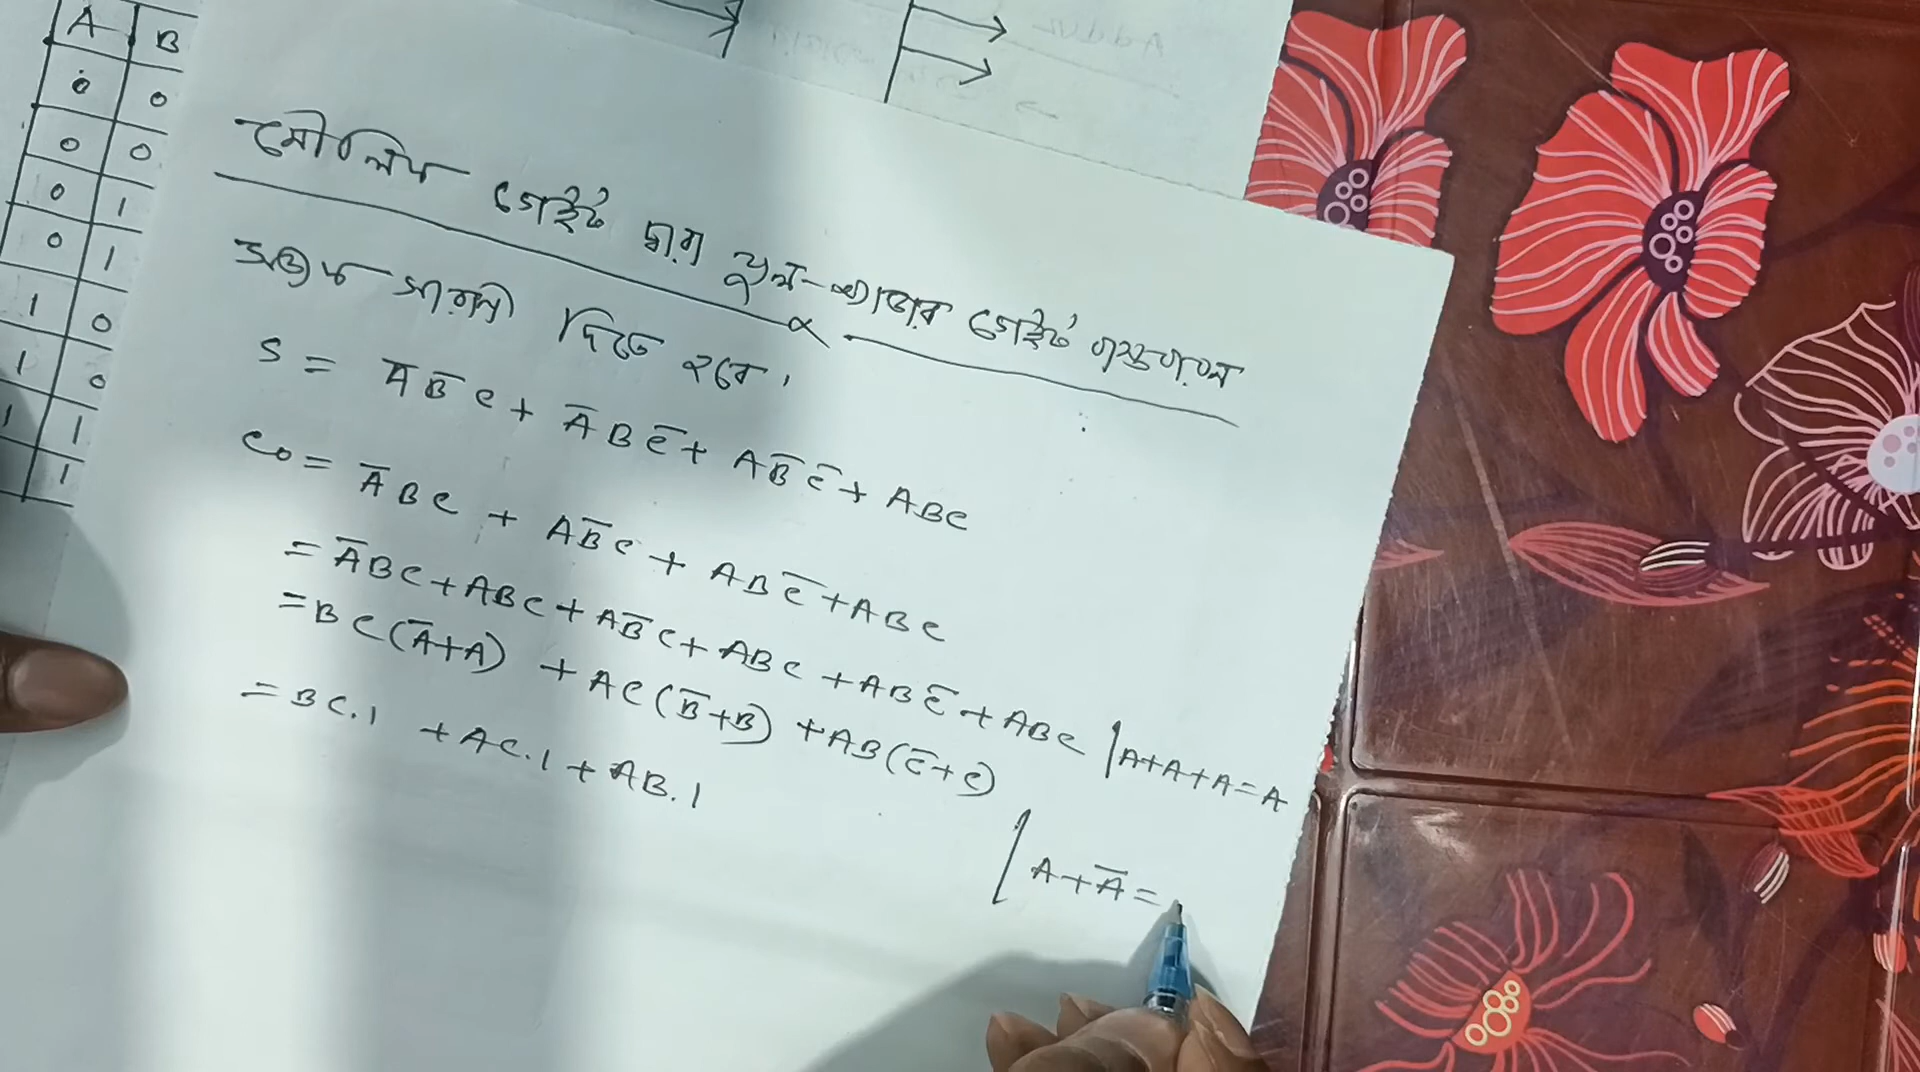 A B
0 0
0 0
0 1
0 1
1 0
1 0
1 1
1
Adder
মৌলিক গেইট দ্বারা ফুল-অ্যাডার গেইট বাস্তবায়ন
সত্যক সারণী দিতে হবে।
S = A̅B̅C + A̅BC̅ + AB̅C̅ + ABC
C₀ = A̅BC + AB̅C + ABC̅ + ABC
= A̅BC + ABC + AB̅C + ABC + ABC̅ + ABC | A+A+A=A
= BC(A̅+A) + AC(B̅+B) + AB(C̅+C)
= BC.1 + AC.1 + AB.1 | A+A̅=